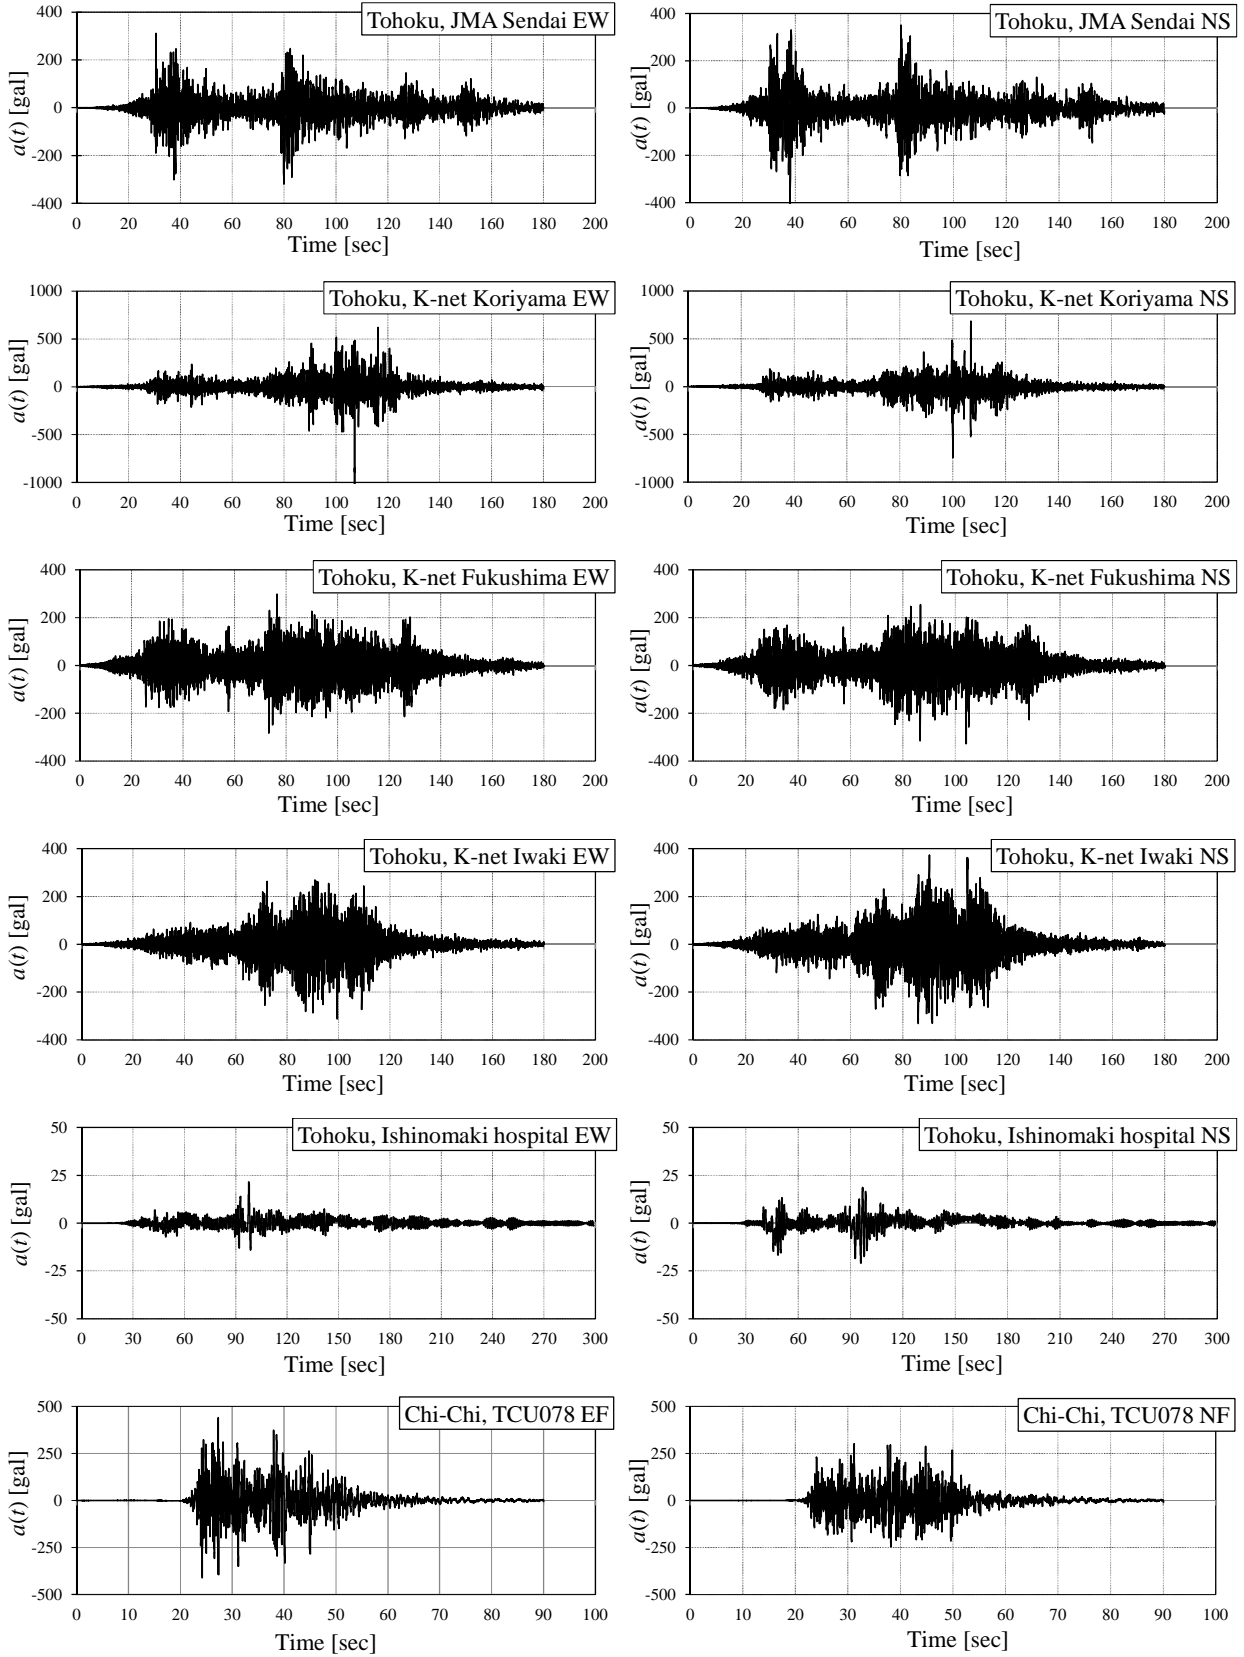 Tohoku, JMA Sendai EW
400
200
0
-200
-400
a(t) [gal]
0 20 40 60 80 100 120 140 160 180 200
Time [sec]
Tohoku, JMA Sendai NS
400
200
0
-200
-400
a(t) [gal]
0 20 40 60 80 100 120 140 160 180 200
Time [sec]
Tohoku, K-net Koriyama EW
1000
500
0
-500
-1000
a(t) [gal]
0 20 40 60 80 100 120 140 160 180 200
Time [sec]
Tohoku, K-net Koriyama NS
1000
500
0
-500
-1000
a(t) [gal]
0 20 40 60 80 100 120 140 160 180 200
Time [sec]
Tohoku, K-net Fukushima EW
400
200
0
-200
-400
a(t) [gal]
0 20 40 60 80 100 120 140 160 180 200
Time [sec]
Tohoku, K-net Fukushima NS
400
200
0
-200
-400
a(t) [gal]
0 20 40 60 80 100 120 140 160 180 200
Time [sec]
Tohoku, K-net Iwaki EW
400
200
0
-200
-400
a(t) [gal]
0 20 40 60 80 100 120 140 160 180 200
Time [sec]
Tohoku, K-net Iwaki NS
400
200
0
-200
-400
a(t) [gal]
0 20 40 60 80 100 120 140 160 180 200
Time [sec]
Tohoku, Ishinomaki hospital EW
50
25
0
-25
-50
a(t) [gal]
0 30 60 90 120 150 180 210 240 270 300
Time [sec]
Tohoku, Ishinomaki hospital NS
50
25
0
-25
-50
a(t) [gal]
0 30 60 90 120 150 180 210 240 270 300
Time [sec]
Chi-Chi, TCU078 EF
500
250
0
-250
-500
a(t) [gal]
0 10 20 30 40 50 60 70 80 90 100
Time [sec]
Chi-Chi, TCU078 NF
500
250
0
-250
-500
a(t) [gal]
0 10 20 30 40 50 60 70 80 90 100
Time [sec]